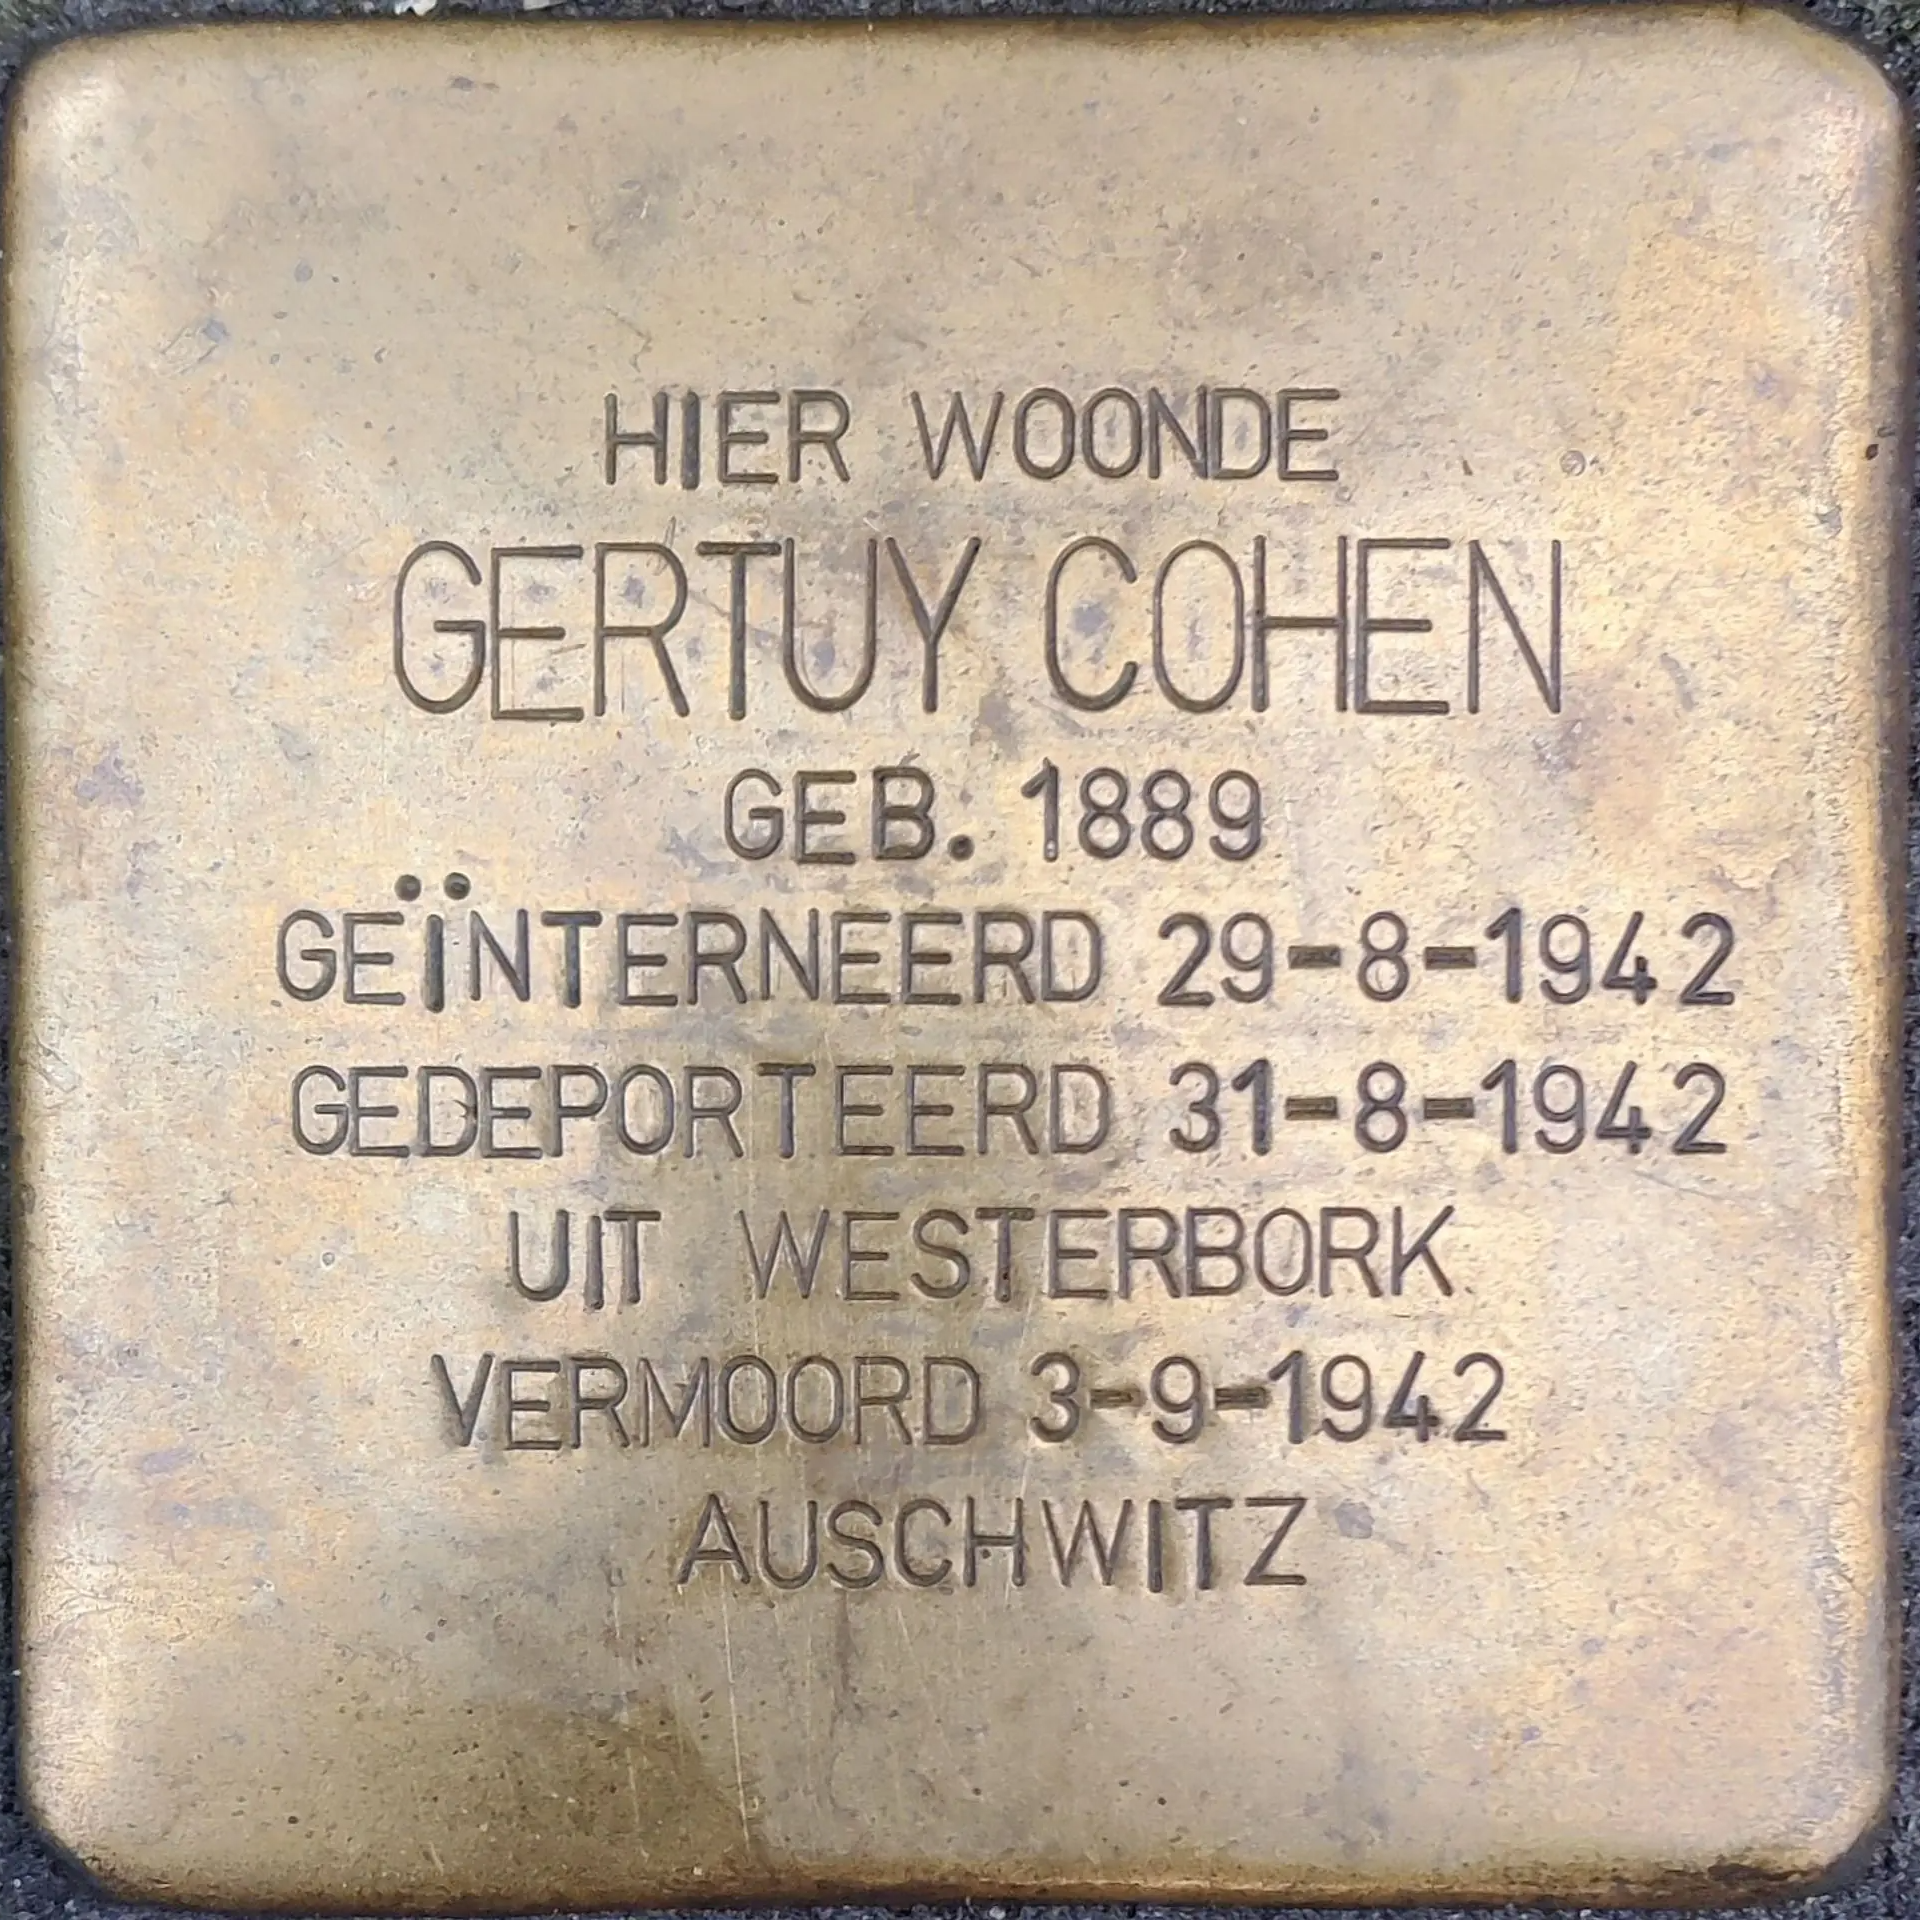 HIER WOONDE
GERTUY COHEN
GEB. 1889
GEÏNTERNEERD 29-8-1942
GEDEPORTEERD 31-8-1942
UIT WESTERBORK
VERMOORD 3-9-1942
AUSCHWITZ